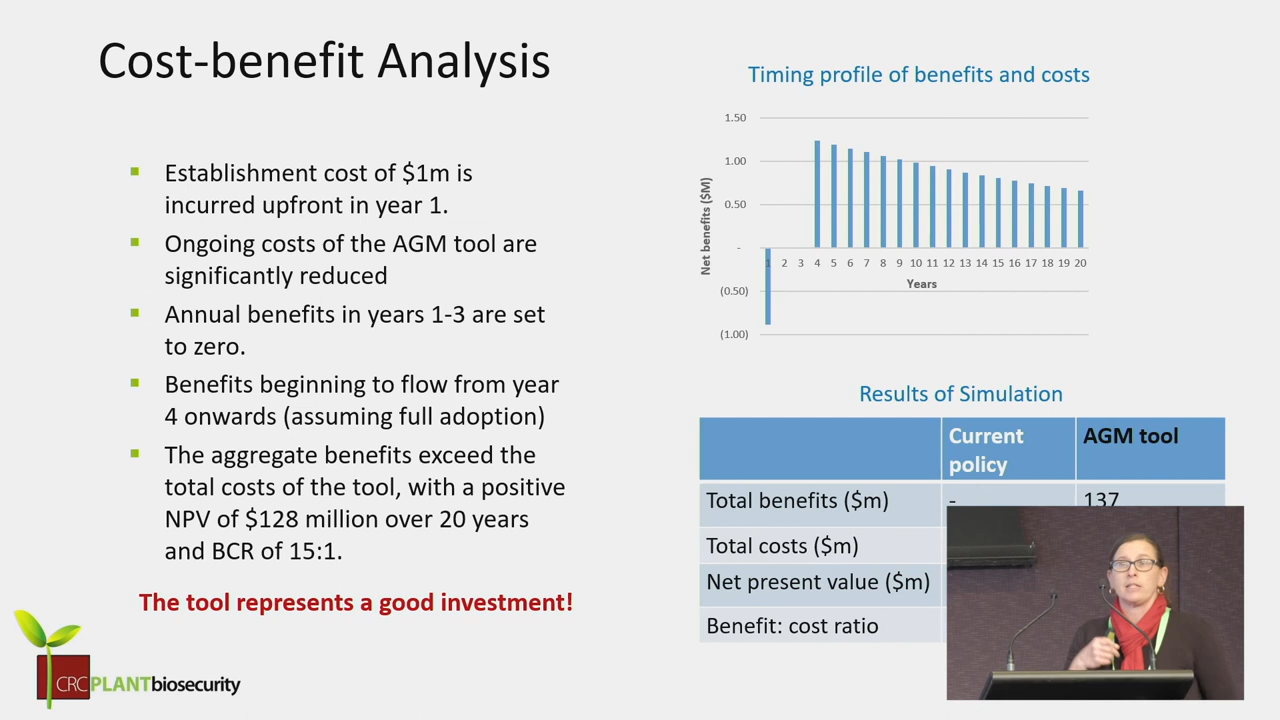 Cost-benefit Analysis
Establishment cost of $1m is
incurred upfront in year 1.
Ongoing costs of the AGM tool are
significantly reduced
Annual benefits in years 1-3 are set
to zero.
Benefits beginning to flow from year
4 onwards (assuming full adoption)
The aggregate benefits exceed the
total costs of the tool, with a positive
NPV of $128 million over 20 years
and BCR of 15:1.
The tool represents a good investment!
CRCPLANTbiosecurity
Timing profile of benefits and costs
1.50
1.00
0.50
-
(0.50)
(1.00)
Net benefits ($M)
1 2 3 4 5 6 7 8 9 10 11 12 13 14 15 16 17 18 19 20
Years
Results of Simulation
Current policy AGM tool
Total benefits ($m) - 137
Total costs ($m)
Net present value ($m)
Benefit: cost ratio